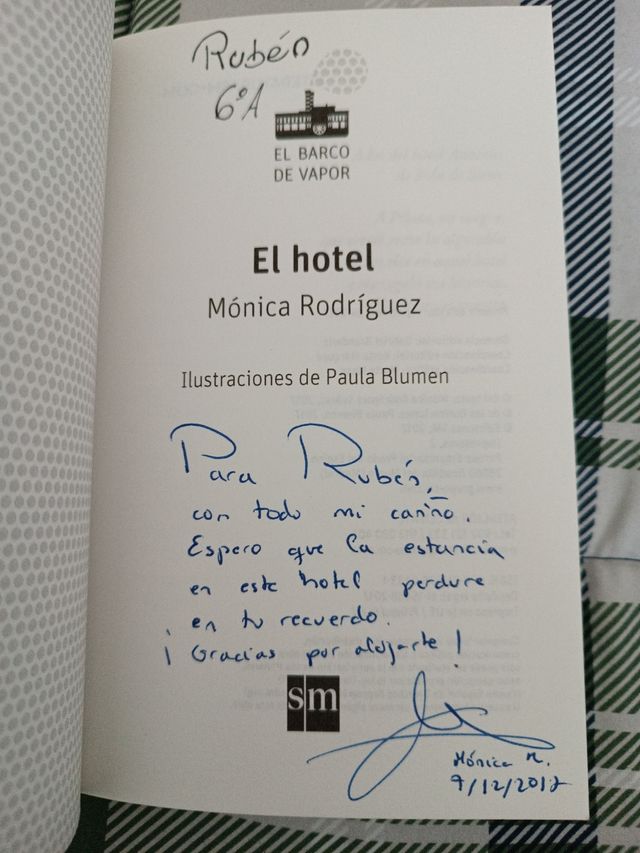 Rubén
6ºA
EL BARCO
DE VAPOR
El hotel
Mónica Rodríguez
Ilustraciones de Paula Blumen
Para Rubén,
con todo mi cariño.
Espero que la estancia
en este hotel perdure
en tu recuerdo.
¡Gracias por alojarte!
sm
Mónica R.
7/12/2017